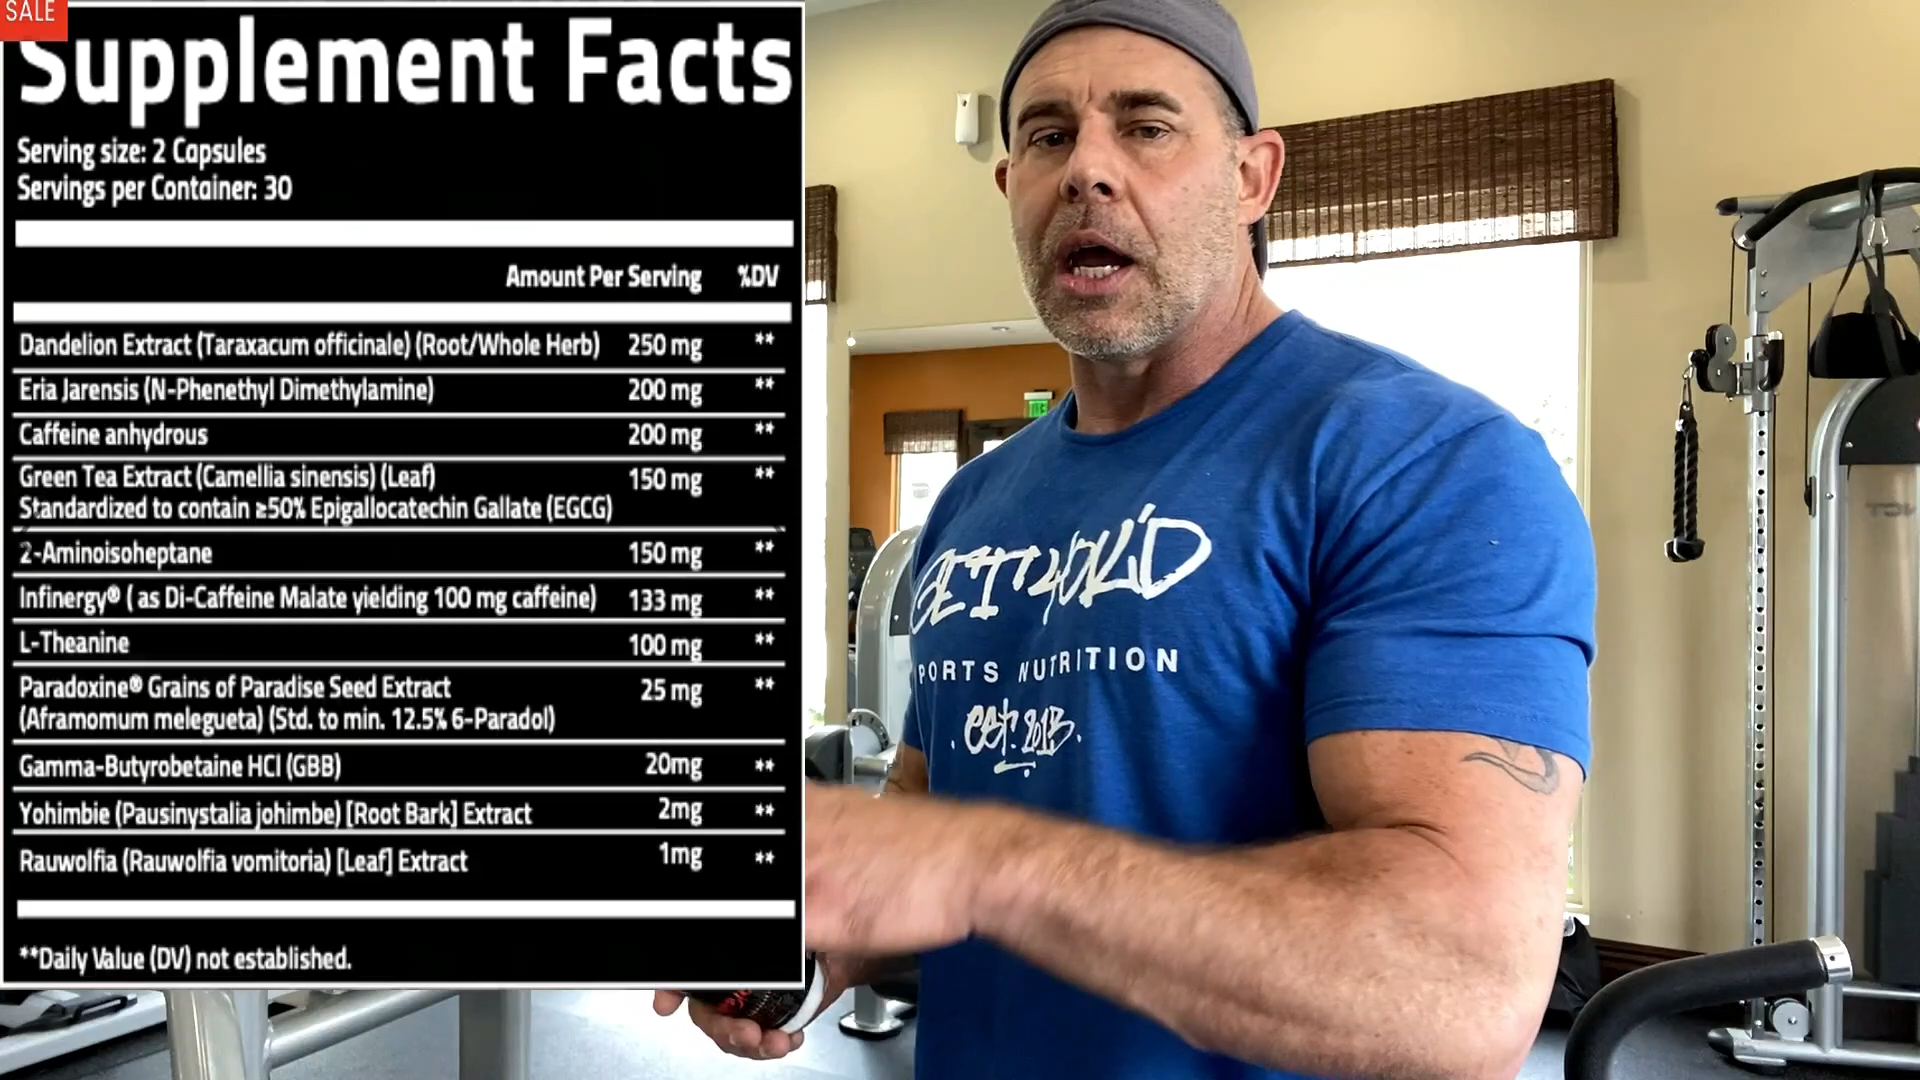 SALE
Supplement Facts
Serving size: 2 Capsules
Servings per Container: 30
Amount Per Serving %DV
Dandelion Extract (Taraxacum officinale) (Root/Whole Herb) 250 mg **
Eria Jarensis (N-Phenethyl Dimethylamine) 200 mg **
Caffeine anhydrous 200 mg **
Green Tea Extract (Camellia sinensis) (Leaf) 150 mg **
Standardized to contain ≥50% Epigallocatechin Gallate (EGCG)
2-Aminoisoheptane 150 mg **
Infinergy® ( as Di-Caffeine Malate yielding 100 mg caffeine) 133 mg **
L-Theanine 100 mg **
Paradoxine® Grains of Paradise Seed Extract 25 mg **
(Aframomum melegueta) (Std. to min. 12.5% 6-Paradol)
Gamma-Butyrobetaine HCl (GBB) 20mg **
Yohimbie (Pausinystalia johimbe) [Root Bark] Extract 2mg **
Rauwolfia (Rauwolfia vomitoria) [Leaf] Extract 1mg **
**Daily Value (DV) not established.
GET YOK'D
PORTS NUTRITION
. est. 2013.